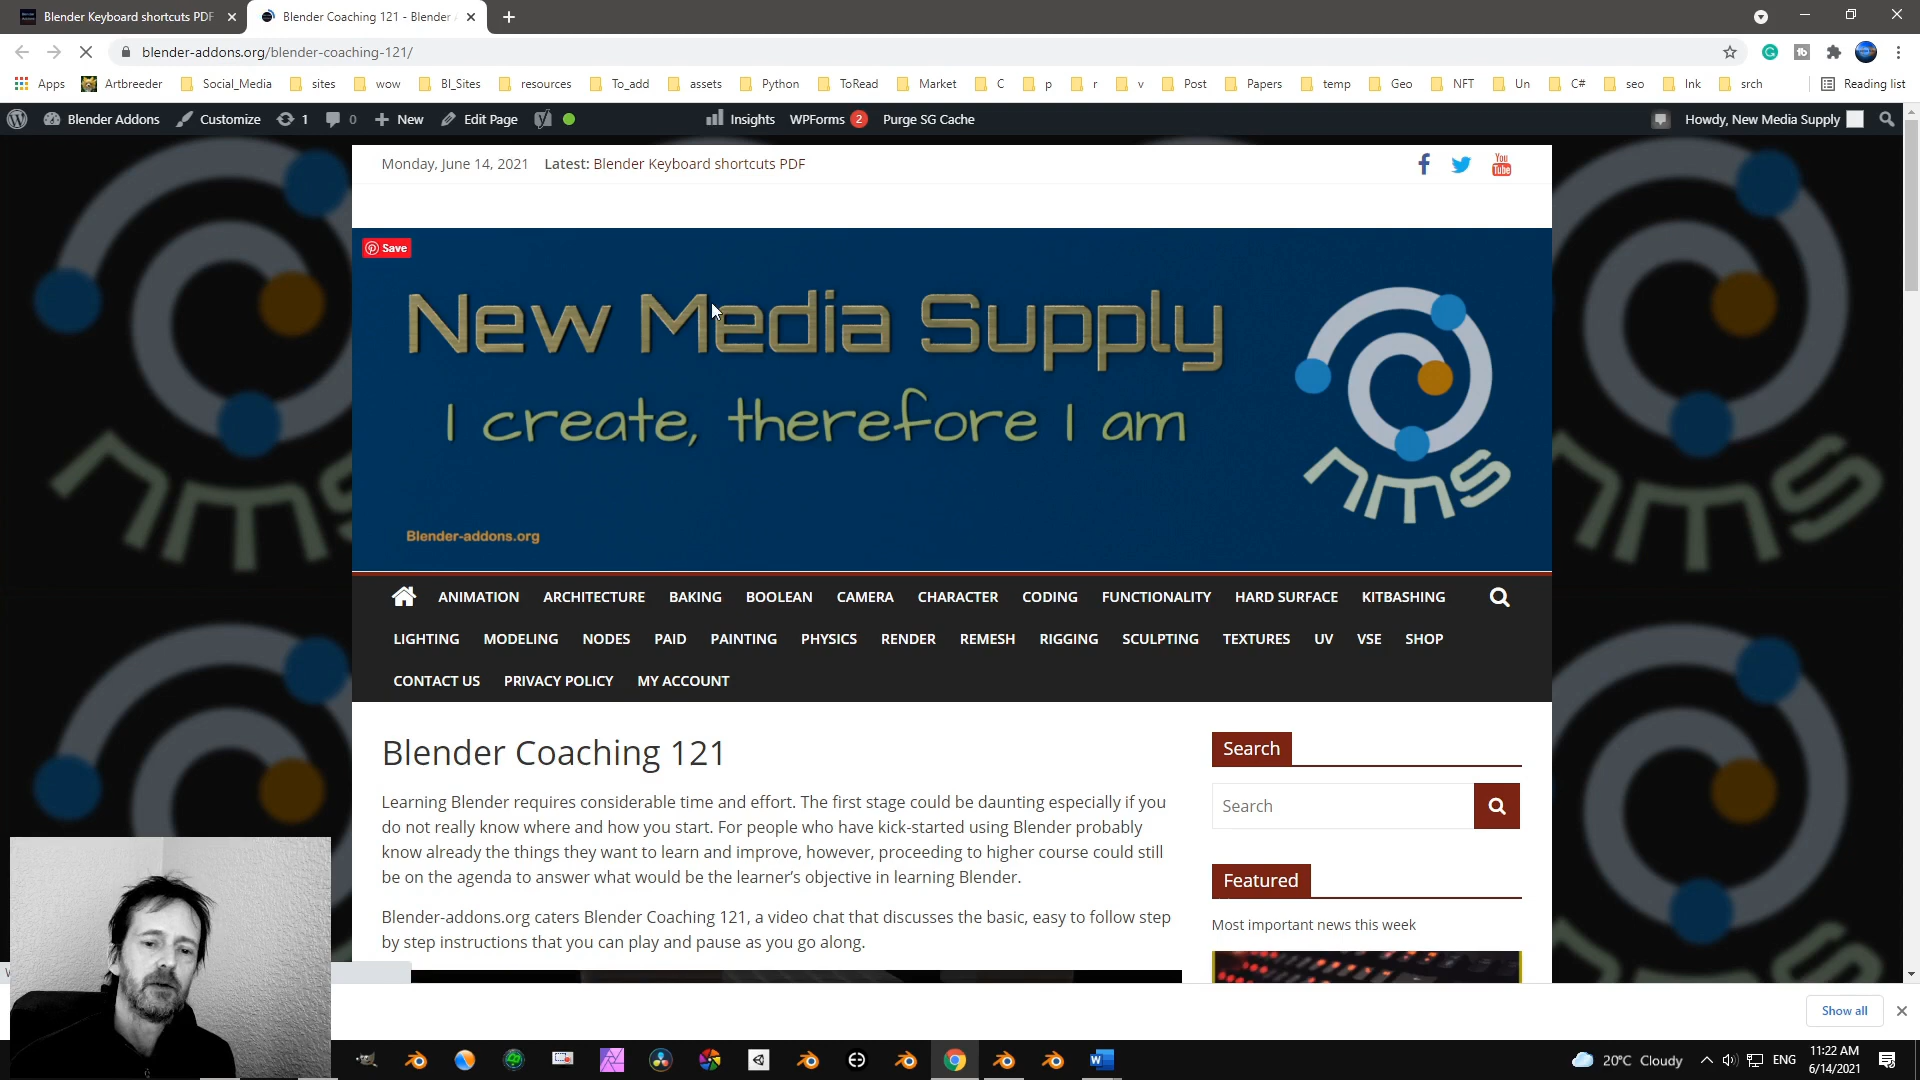 Blender Keyboard shortcuts PDF
Blender Coaching 121 - Blender
blender-addons.org/blender-coaching-121/
Apps Artbreeder Social_Media sites wow Bl_Sites resources To_add assets Python ToRead Market C p r v Post Papers temp Geo NFT Un C# seo Ink srch Reading list
Blender Addons Customize 1 0 New Edit Page Insights WPForms 2 Purge SG Cache Howdy, New Media Supply
Monday, June 14, 2021 Latest: Blender Keyboard shortcuts PDF
You Tube
Save
New Media Supply
I create, therefore I am
nms
Blender-addons.org
ANIMATION ARCHITECTURE BAKING BOOLEAN CAMERA CHARACTER CODING FUNCTIONALITY HARD SURFACE KITBASHING
LIGHTING MODELING NODES PAID PAINTING PHYSICS RENDER REMESH RIGGING SCULPTING TEXTURES UV VSE SHOP
CONTACT US PRIVACY POLICY MY ACCOUNT
Blender Coaching 121
Learning Blender requires considerable time and effort. The first stage could be daunting especially if you
do not really know where and how you start. For people who have kick-started using Blender probably
know already the things they want to learn and improve, however, proceeding to higher course could still
be on the agenda to answer what would be the learner's objective in learning Blender.
Blender-addons.org caters Blender Coaching 121, a video chat that discusses the basic, easy to follow step
by step instructions that you can play and pause as you go along.
Search
Search
Featured
Most important news this week
Show all
20°C Cloudy ENG 11:22 AM
6/14/2021